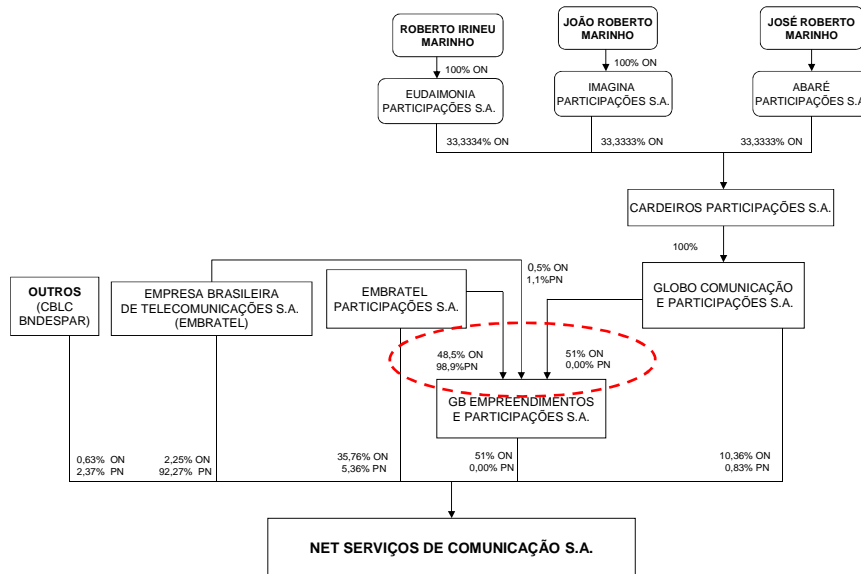 ROBERTO IRINEU
MARINHO
JOÃO ROBERTO
MARINHO
JOSÉ ROBERTO
MARINHO
100% ON
100% ON
EUDAIMONIA
PARTICIPAÇÕES S.A.
IMAGINA
PARTICIPAÇÕES S.A.
ABARÉ
PARTICIPAÇÕES S.A
33,3334% ON
33,3333% ON
33,3333% ON
CARDEIROS PARTICIPAÇÕES S.A.
100%
OUTROS
(CBLC
BNDESPAR)
EMPRESA BRASILEIRA
DE TELECOMUNICAÇÕES S.A.
(EMBRATEL)
EMBRATEL
PARTICIPAÇÕES S.A.
0,5% ON
1,1%PN
GLOBO COMUNICAÇÃO
E PARTICIPAÇÕES S.A.
48,5% ON
98,9%PN
51% ON
0,00% PN
GB EMPREENDIMENTOS
E PARTICIPAÇÕES S.A.
0,63% ON
2,37% PN
2,25% ON
92,27% PN
35,76% ON
5,36% PN
51% ON
0,00% PN
10,36% ON
0,83% PN
NET SERVIÇOS DE COMUNICAÇÃO S.A.